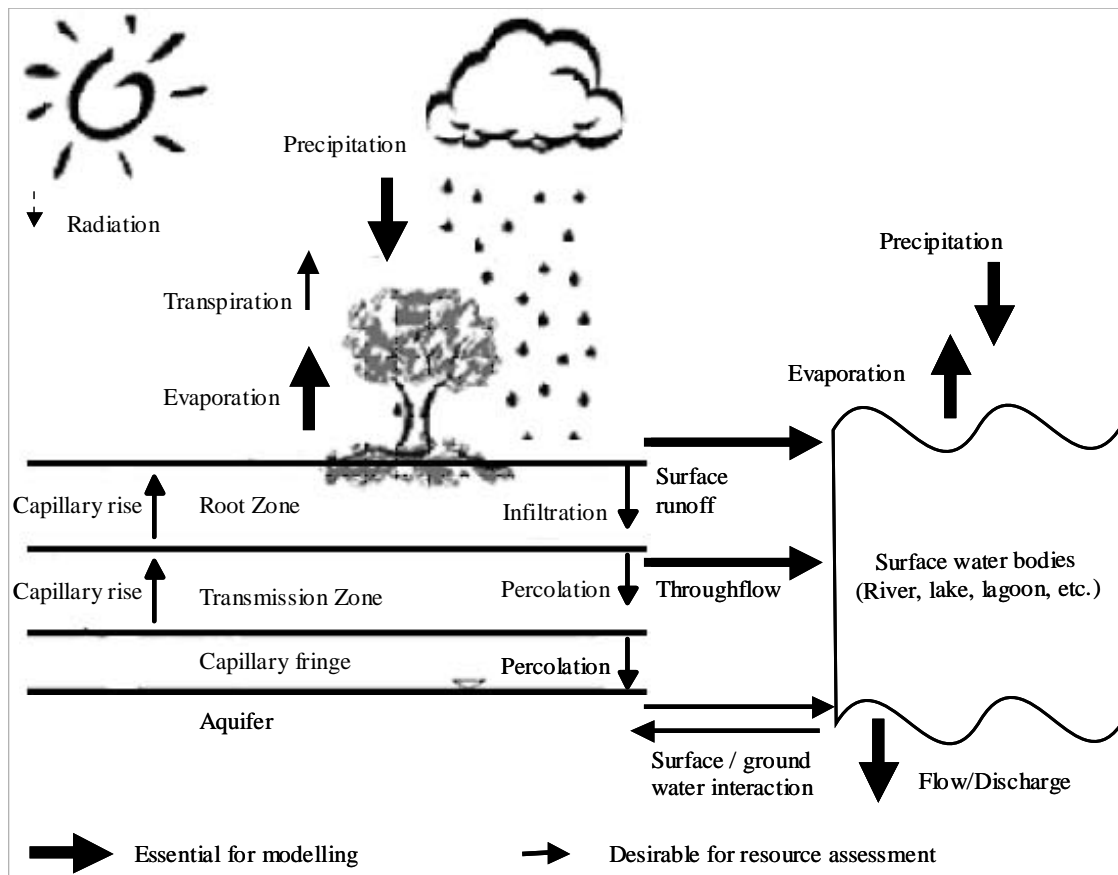 Precipitation
Radiation
Precipitation
Transpiration
Evaporation
Evaporation
Surface
runoff
Capillary rise
Root Zone
Infiltration
Surface water bodies
(River, lake, lagoon, etc.)
Capillary rise
Transmission Zone
Percolation
Throughflow
Capillary fringe
Percolation
Aquifer
Surface / ground
water interaction
Flow/Discharge
Essential for modelling
Desirable for resource assessment